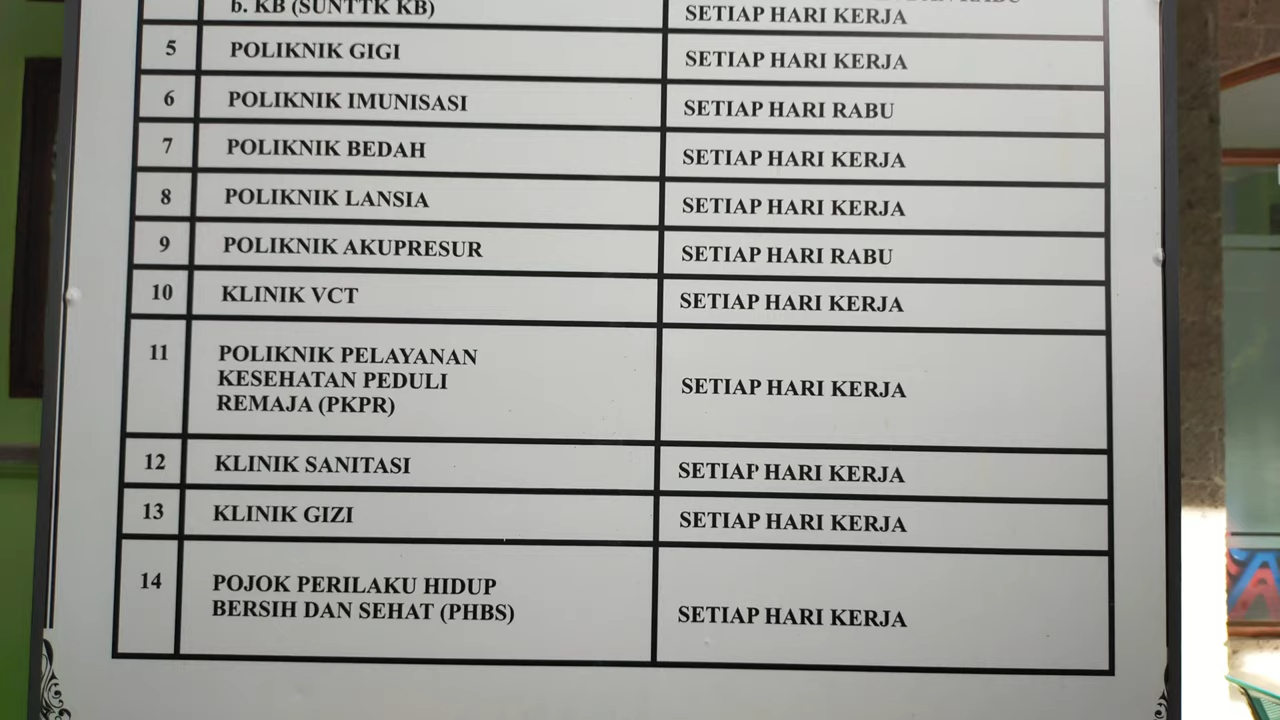 b. KB (SUNTTK KB) SETIAP HARI KERJA
5 POLIKNIK GIGI SETIAP HARI KERJA
6 POLIKNIK IMUNISASI SETIAP HARI RABU
7 POLIKNIK BEDAH SETIAP HARI KERJA
8 POLIKNIK LANSIA SETIAP HARI KERJA
9 POLIKNIK AKUPRESUR SETIAP HARI RABU
10 KLINIK VCT SETIAP HARI KERJA
11 POLIKNIK PELAYANAN
KESEHATAN PEDULI
REMAJA (PKPR)
SETIAP HARI KERJA
12 KLINIK SANITASI SETIAP HARI KERJA
13 KLINIK GIZI SETIAP HARI KERJA
14 POJOK PERILAKU HIDUP
BERSIH DAN SEHAT (PHBS)
SETIAP HARI KERJA